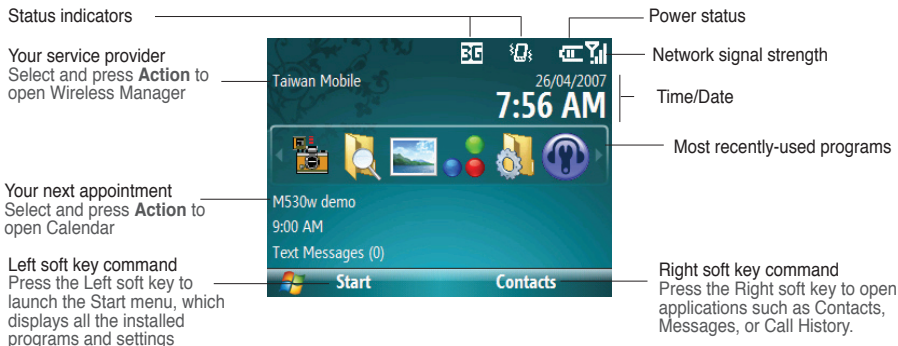 Status indicators
Power status
Your service provider
Select and press Action to
open Wireless Manager
3G
Network signal strength
Taiwan Mobile
26/04/2007
7:56 AM
Time/Date
Most recently-used programs
Your next appointment
Select and press Action to
open Calendar
M530w demo
9:00 AM
Text Messages (0)
Left soft key command
Press the Left soft key to
launch the Start menu, which
displays all the installed
programs and settings
Start
Contacts
Right soft key command
Press the Right soft key to open
applications such as Contacts,
Messages, or Call History.